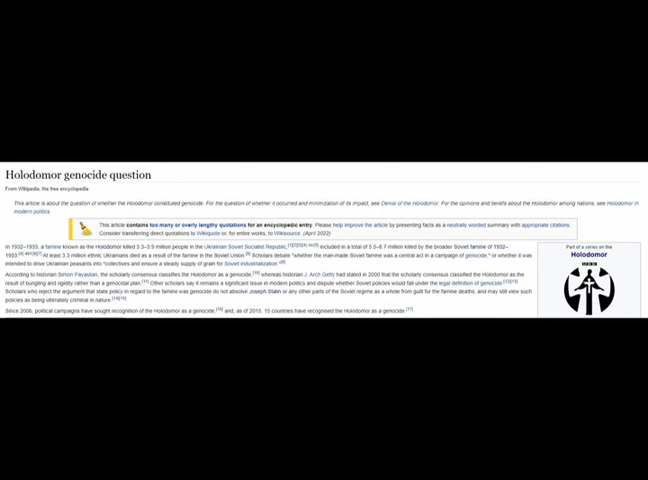 Holodomor genocide question
From Wikipedia, the free encyclopedia
This article is about the question of whether the Holodomor constituted genocide. For the question of whether it occurred and minimization of its impact, see Denial of the Holodomor. For the opinions and beliefs about the Holodomor among nations, see Holodomor in
modern politics.
This article contains too many or overly lengthy quotations for an encyclopedic entry. Please help improve the article by presenting facts as a neutrally worded summary with appropriate citations.
Consider transferring direct quotations to Wikiquote or, for entire works, to Wikisource. (April 2022)
Part of a series on the
Holodomor
In 1932–1933, a famine known as the Holodomor killed 3.3–3.9 million people in the Ukrainian Soviet Socialist Republic, included in a total of 5.5–8.7 million killed by the broader Soviet famine of 1932–
1933. At least 3.3 million ethnic Ukrainians died as a result of the famine in the Soviet Union. Scholars debate "whether the man-made Soviet famine was a central act in a campaign of genocide," or whether it was
intended to drive Ukrainian peasants into "collectives and ensure a steady supply of grain for Soviet industrialization."
According to historian Simon Payaslian, the scholarly consensus classifies the Holodomor as a genocide, whereas historian J. Arch Getty had stated in 2000 that the scholarly consensus classified the Holodomor as the
result of bungling and rigidity rather than a genocidal plan. Other scholars say it remains a significant issue in modern politics and dispute whether Soviet policies would fall under the legal definition of genocide.
Scholars who reject the argument that state policy in regard to the famine was genocide do not absolve Joseph Stalin or any other parts of the Soviet regime as a whole from guilt for the famine deaths, and may still view such
policies as being ultimately criminal in nature.
Since 2006, political campaigns have sought recognition of the Holodomor as a genocide, and, as of 2015, 15 countries have recognised the Holodomor as a genocide.